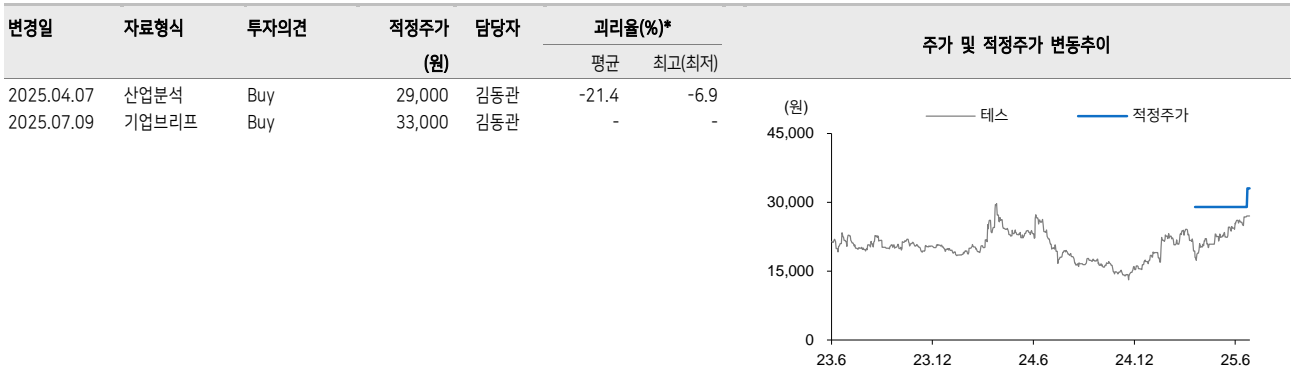 변경일 자료형식 투자의견 적정주가 담당자 괴리율(%)* 주가 및 적정주가 변동추이
(원) 평균 최고(최저)
2025.04.07 산업분석 Buy 29,000 김동관 -21.4 -6.9
2025.07.09 기업브리프 Buy 33,000 김동관 - -
(원) 테스 적정주가
45,000
30,000
15,000
0
23.6 23.12 24.6 24.12 25.6